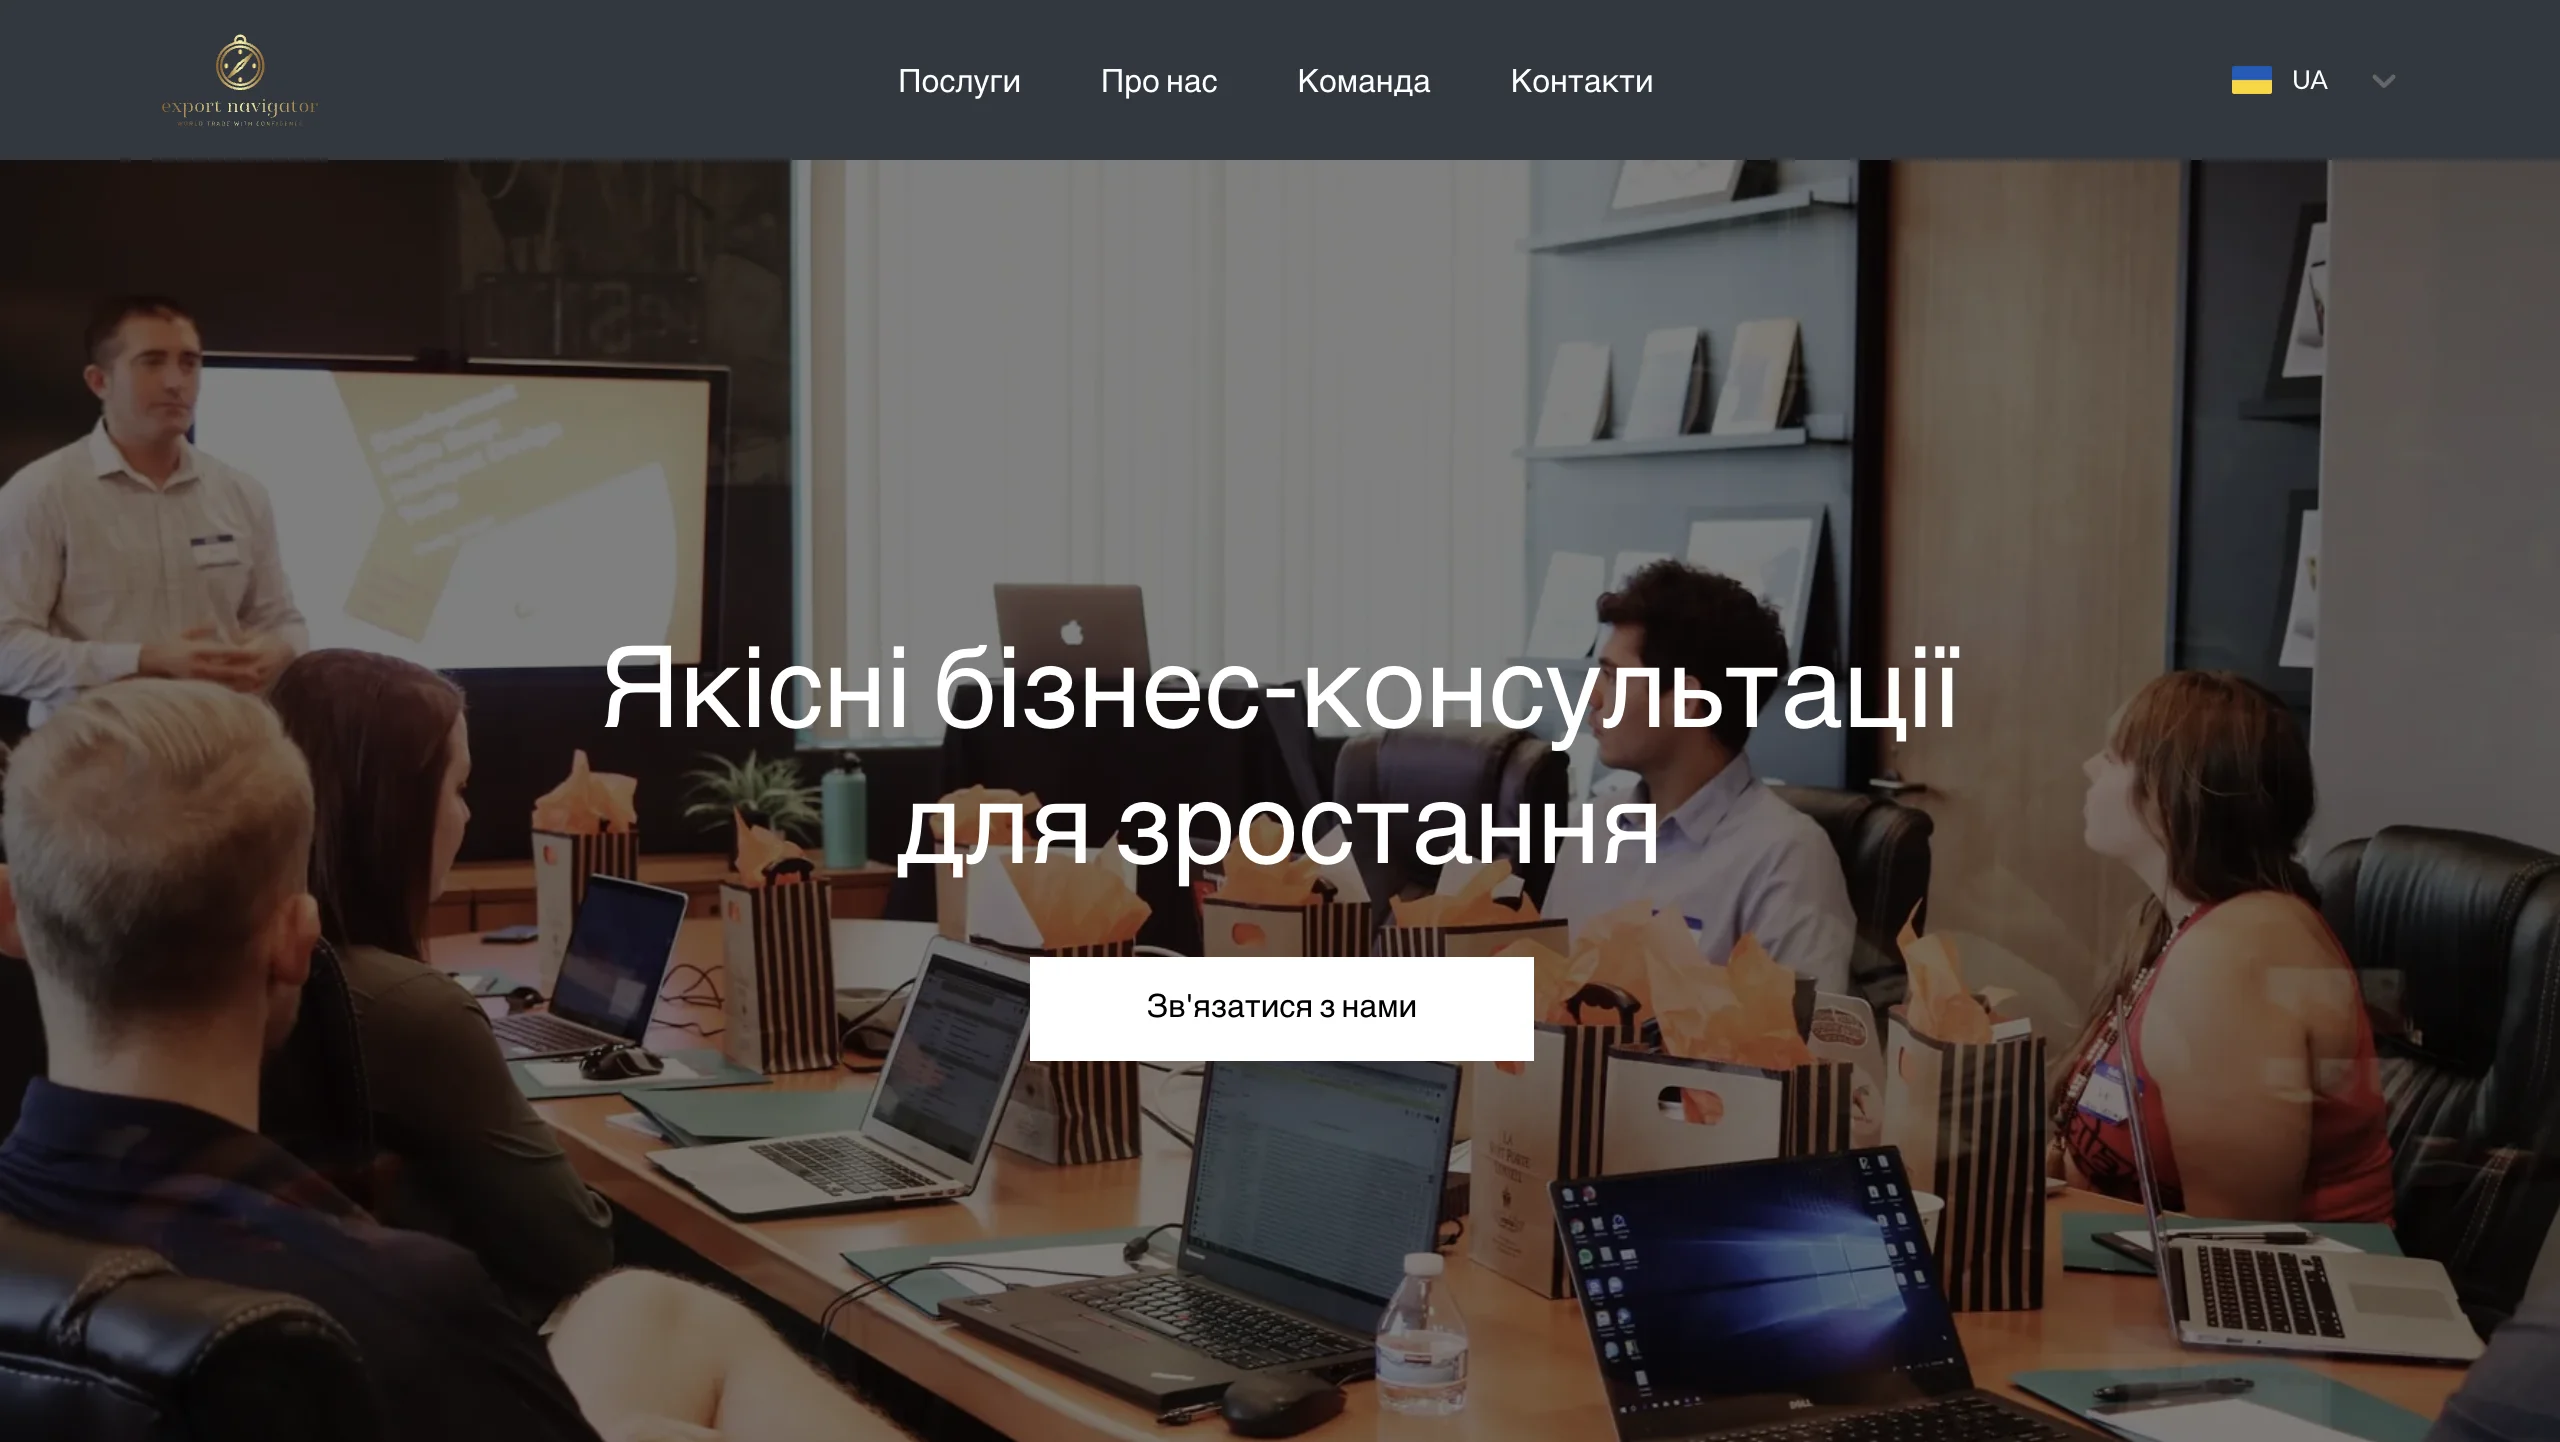 export navigator
WORLD TRADE WITH CONFIDENCE
Послуги
Про нас
Команда
Контакти
UA
Якісні бізнес-консультації
для зростання
Зв'язатися з нами
DELL